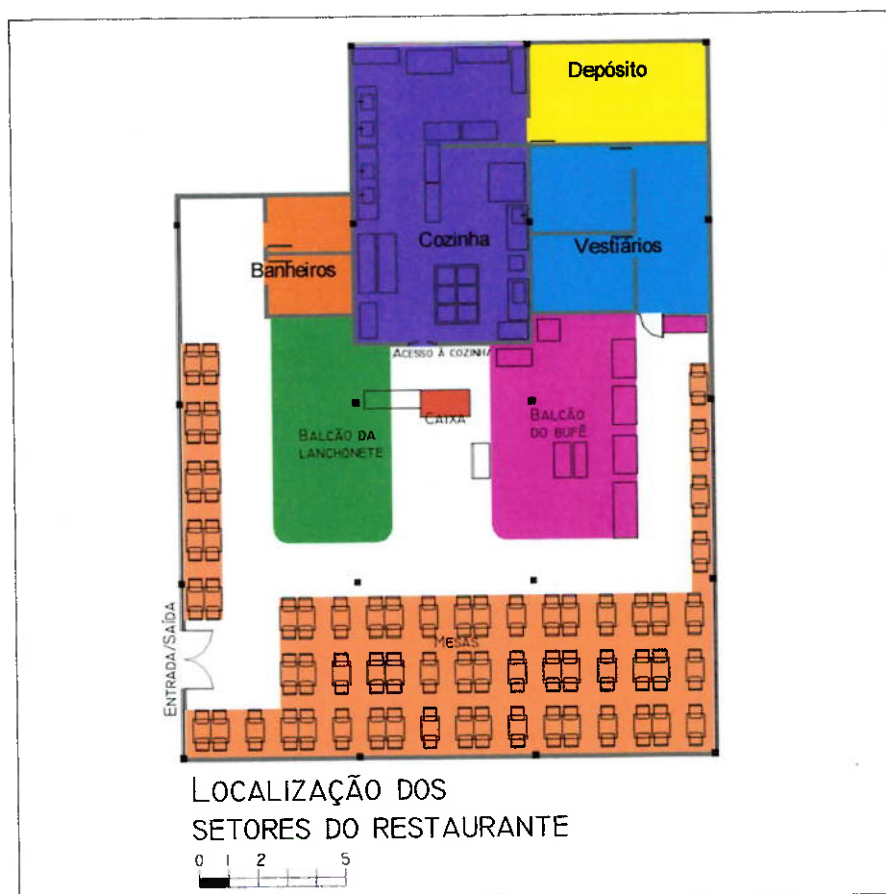 Depósito
Cozinha
Vestiários
Banheiros
ACESSO À COZINHA
CAIXA
BALCÃO DA
LANCHONETE
BALCÃO
DO BUFÊ
ENTRADA/SAÍDA
MESAS
LOCALIZAÇÃO DOS
SETORES DO RESTAURANTE
0 1 2 5